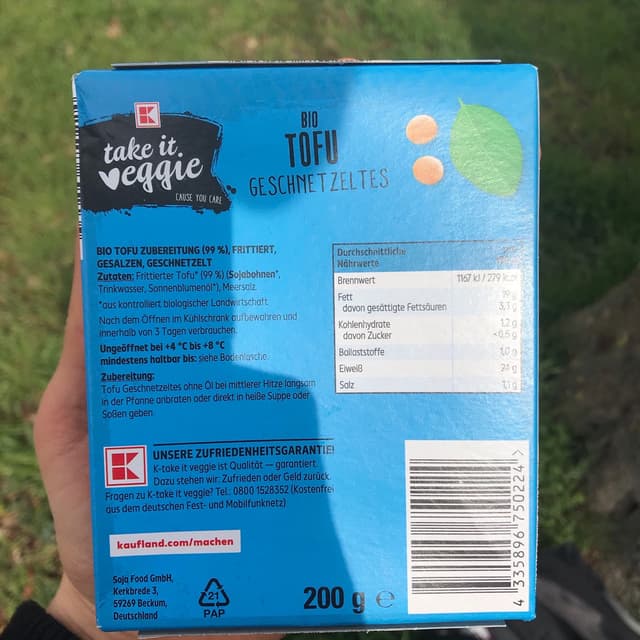 take it
veggie
CAUSE YOU CARE
BIO
TOFU
GESCHNETZELTES
BIO TOFU ZUBEREITUNG (99 %), FRITTIERT,
GESALZEN, GESCHNETZELT
Zutaten: Frittierter Tofu* (99 %) (Sojabohnen*,
Trinkwasser, Sonnenblumenöl*), Meersalz.
*aus kontrolliert biologischer Landwirtschaft.
Nach dem Öffnen im Kühlschrank aufbewahren und
innerhalb von 3 Tagen verbrauchen.
Ungeöffnet bei +4 °C bis +8 °C
mindestens haltbar bis: siehe Bodenlasche.
Zubereitung:
Tofu Geschnetzeltes ohne Öl bei mittlerer Hitze langsam
in der Pfanne anbraten oder direkt in heiße Suppe oder
Soßen geben.
Durchschnittliche
Nährwerte
Brennwert 1167 kJ / 279 kcal
Fett 19 g
davon gesättigte Fettsäuren 3,3 g
Kohlenhydrate 1,2 g
davon Zucker <0,5 g
Ballaststoffe 1,0 g
Eiweiß 24 g
Salz 1,1 g
UNSERE ZUFRIEDENHEITSGARANTIE
K-take it veggie ist Qualität — garantiert.
Dazu stehen wir: Zufrieden oder Geld zurück.
Fragen zu K-take it veggie? Tel.: 0800 1528352 (Kostenfrei
aus dem deutschen Fest- und Mobilfunknetz)
kaufland.com/machen
Soja Food GmbH,
Kerkbrede 3,
59269 Beckum,
Deutschland
21
PAP
200 g e
4 335896 750224 >